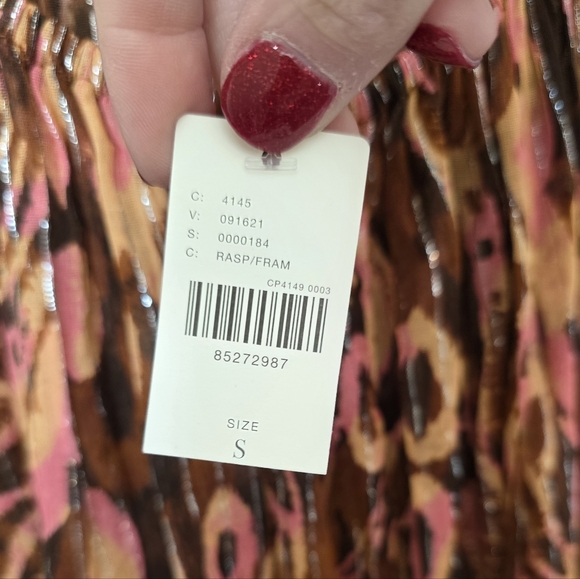 C: 4145
V: 091621
S: 0000184
C: RASP/FRAM
CP4149 0003
85272987
SIZE
S